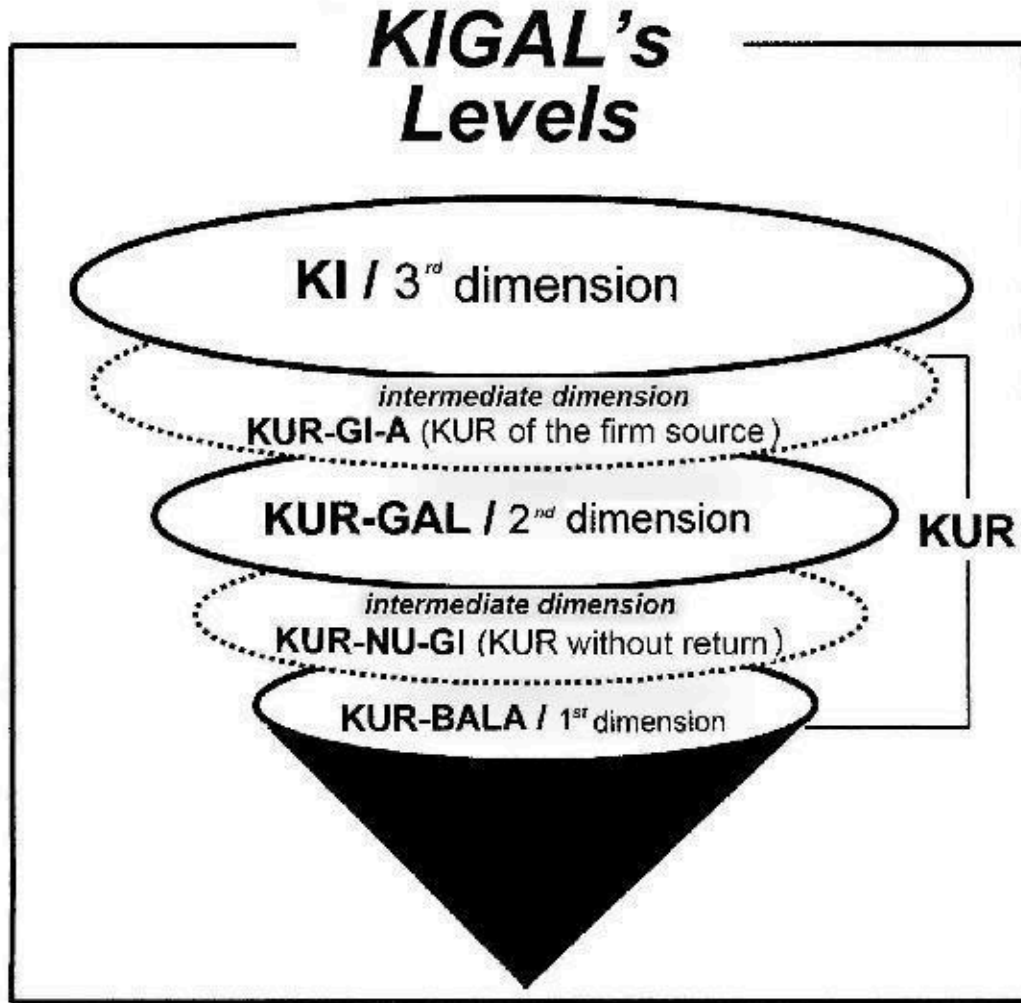 KIGAL's
Levels
KI / 3rd dimension
intermediate dimension
KUR-GI-A (KUR of the firm source)
KUR-GAL / 2nd dimension
KUR
intermediate dimension
KUR-NU-GI (KUR without return)
KUR-BALA / 1st dimension